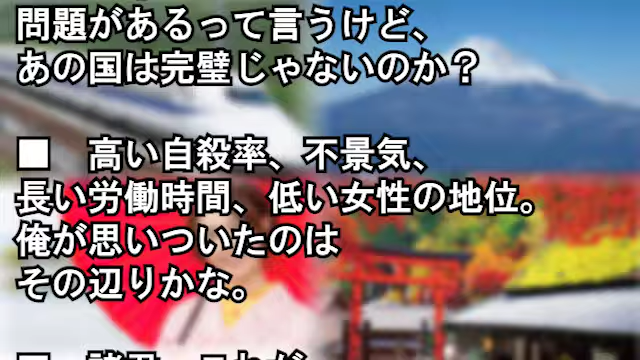 問題があるって言うけど、
あの国は完璧じゃないのか？
■　高い自殺率、不景気、
長い労働時間、低い女性の地位。
俺が思いついたのは
その辺りかな。